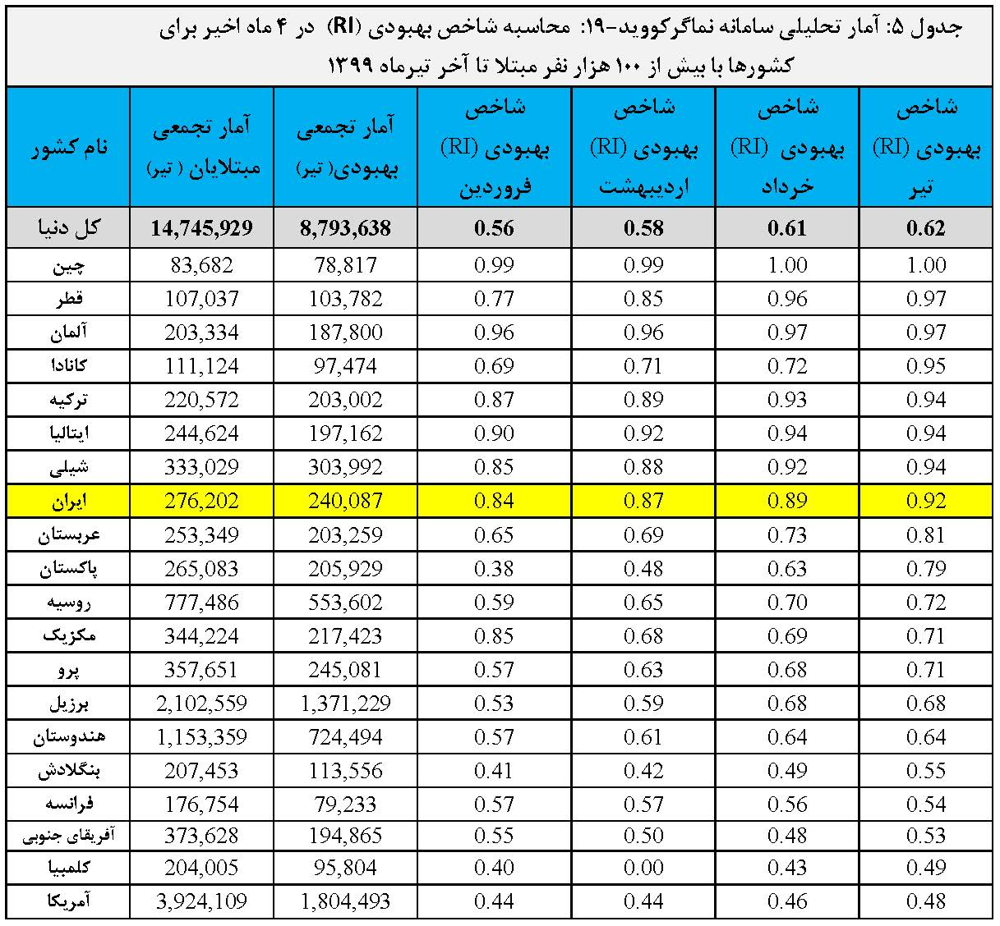 جدول ۵: آمار تحلیلی سامانه نماگرکووید-۱۹: محاسبه شاخص بهبودی (RI) در ۴ ماه اخیر برای
کشورها با بیش از ۱۰۰ هزار نفر مبتلا تا آخر تیرماه ۱۳۹۹
نام کشور آمار تجمعی مبتلایان ( تیر) آمار تجمعی بهبودی( تیر) شاخص بهبودی (RI) فروردین شاخص بهبودی (RI) اردیبهشت شاخص بهبودی (RI) خرداد شاخص بهبودی (RI) تیر
کل دنیا 14,745,929 8,793,638 0.56 0.58 0.61 0.62
چین 83,682 78,817 0.99 0.99 1.00 1.00
قطر 107,037 103,782 0.77 0.85 0.96 0.97
آلمان 203,334 187,800 0.96 0.96 0.97 0.97
کانادا 111,124 97,474 0.69 0.71 0.72 0.95
ترکیه 220,572 203,002 0.87 0.89 0.93 0.94
ایتالیا 244,624 197,162 0.90 0.92 0.94 0.94
شیلی 333,029 303,992 0.85 0.88 0.92 0.94
ایران 276,202 240,087 0.84 0.87 0.89 0.92
عربستان 253,349 203,259 0.65 0.69 0.73 0.81
پاکستان 265,083 205,929 0.38 0.48 0.63 0.79
روسیه 777,486 553,602 0.59 0.65 0.70 0.72
مکزیک 344,224 217,423 0.85 0.68 0.69 0.71
پرو 357,651 245,081 0.57 0.63 0.68 0.71
برزیل 2,102,559 1,371,229 0.53 0.59 0.68 0.68
هندوستان 1,153,359 724,494 0.57 0.61 0.64 0.64
بنگلادش 207,453 113,556 0.41 0.42 0.49 0.55
فرانسه 176,754 79,233 0.57 0.57 0.56 0.54
آفریقای جنوبی 373,628 194,865 0.55 0.50 0.48 0.53
کلمبیا 204,005 95,804 0.40 0.00 0.43 0.49
آمریکا 3,924,109 1,804,493 0.44 0.44 0.46 0.48